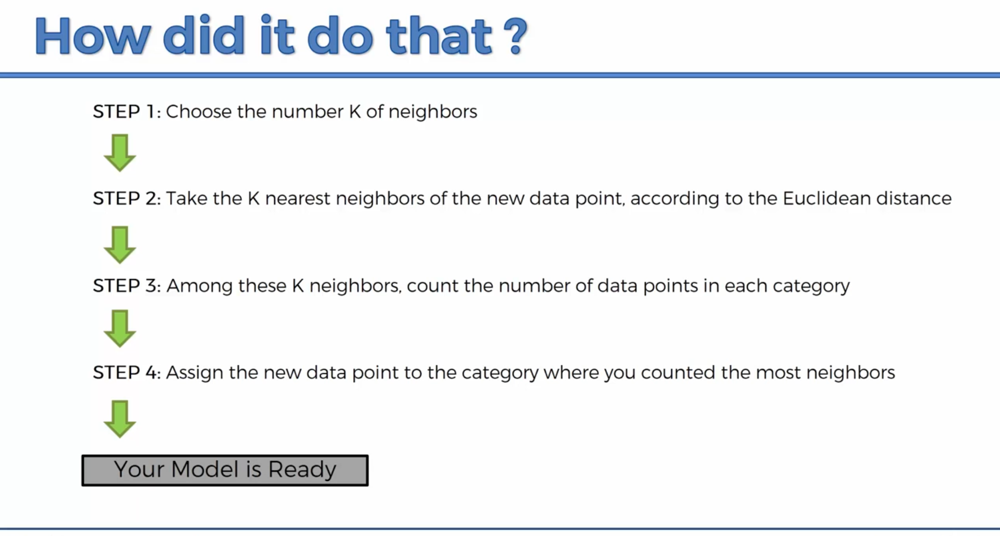 How did it do that ?
STEP 1: Choose the number K of neighbors
STEP 2: Take the K nearest neighbors of the new data point, according to the Euclidean distance
STEP 3: Among these K neighbors, count the number of data points in each category
STEP 4: Assign the new data point to the category where you counted the most neighbors
Your Model is Ready